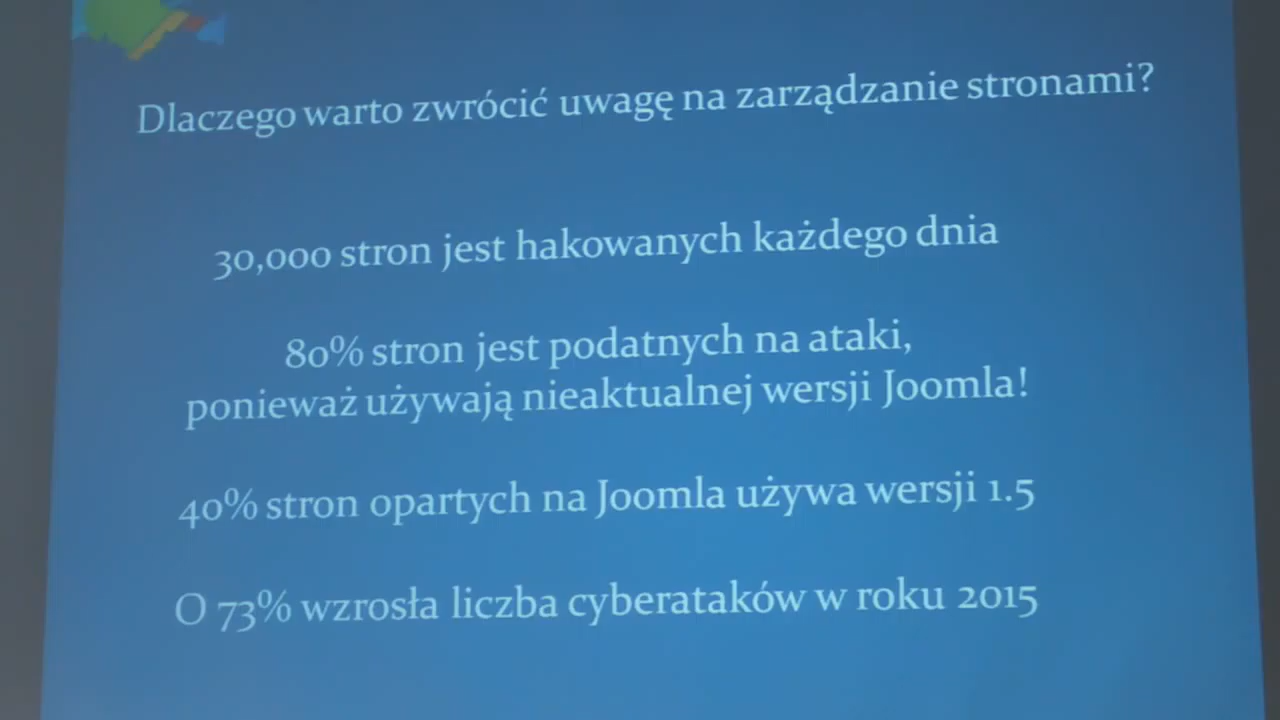 Dlaczego warto zwrócić uwagę na zarządzanie stronami?
30,000 stron jest hakowanych każdego dnia
80% stron jest podatnych na ataki,
ponieważ używają nieaktualnej wersji Joomla!
40% stron opartych na Joomla używa wersji 1.5
O 73% wzrosła liczba cyberataków w roku 2015